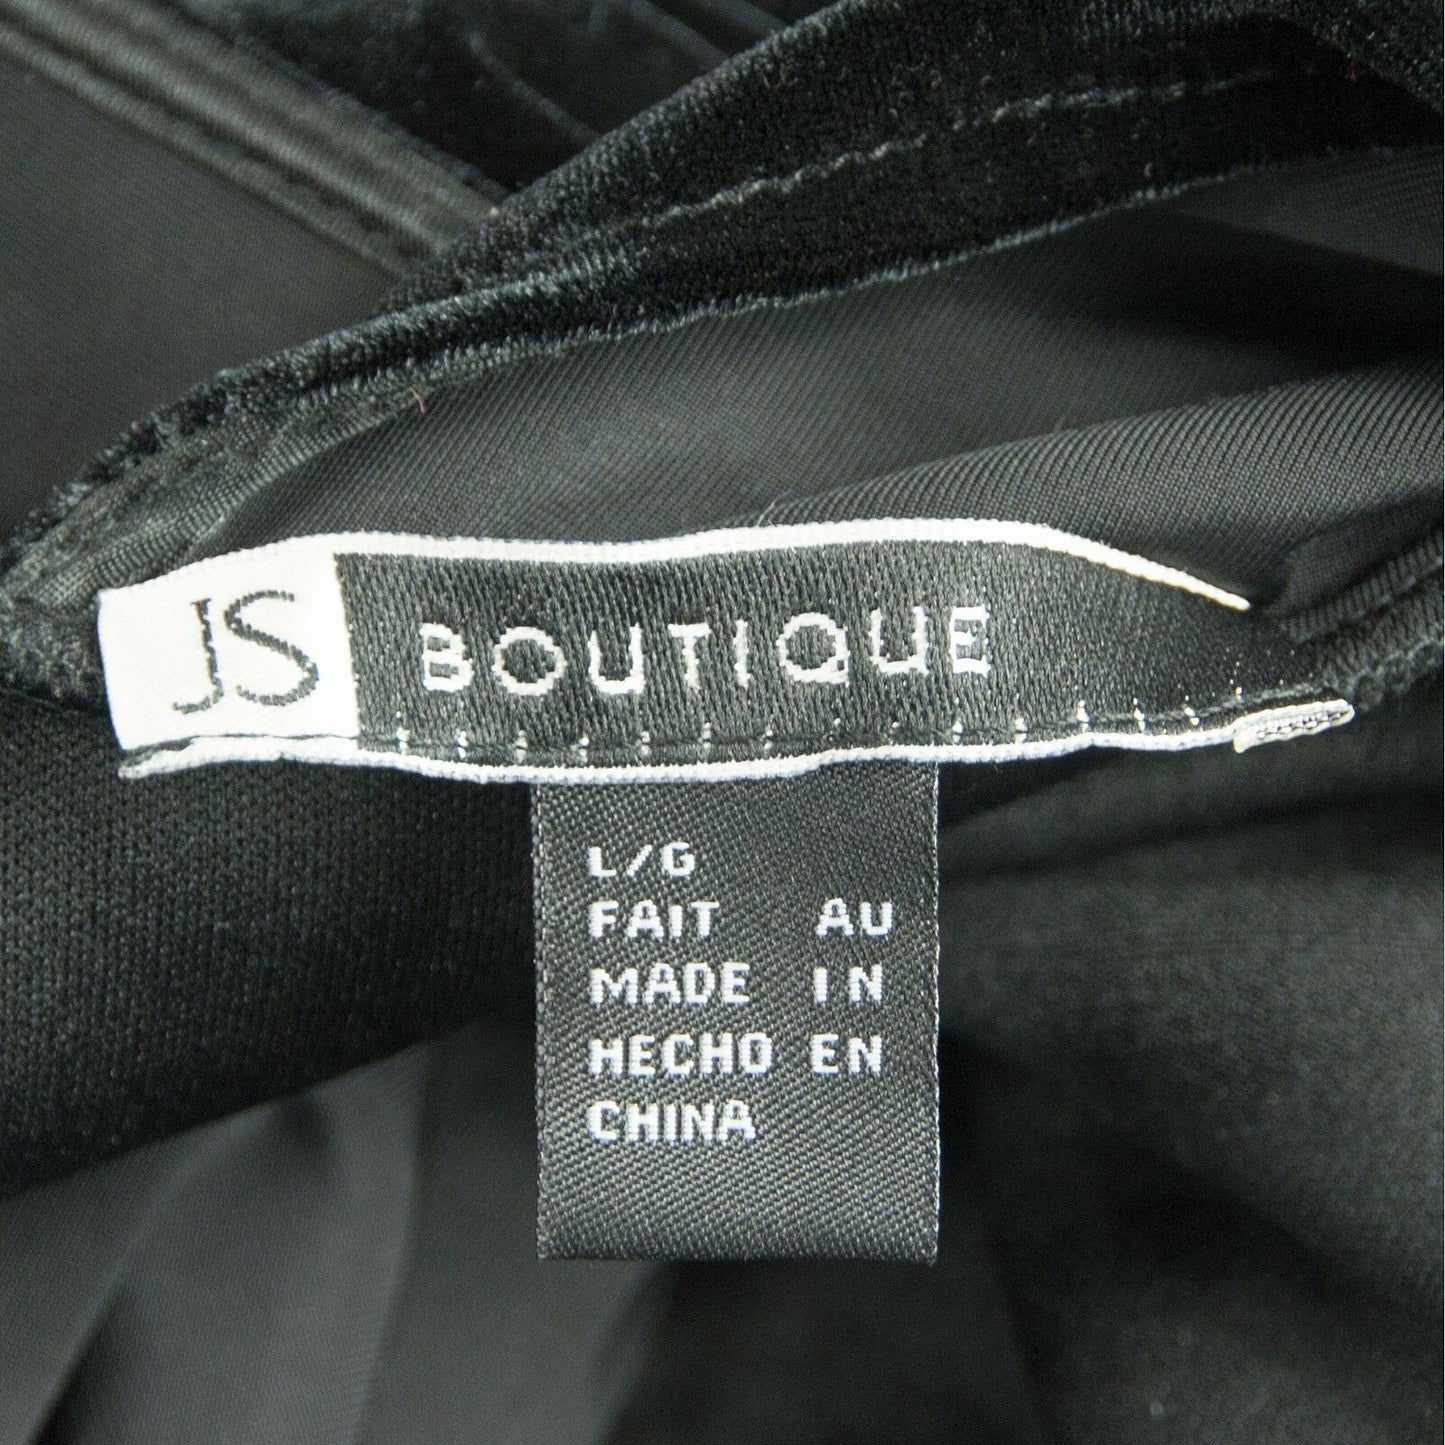 JS BOUTIQUE
L/G
FAIT AU
MADE IN
HECHO EN
CHINA